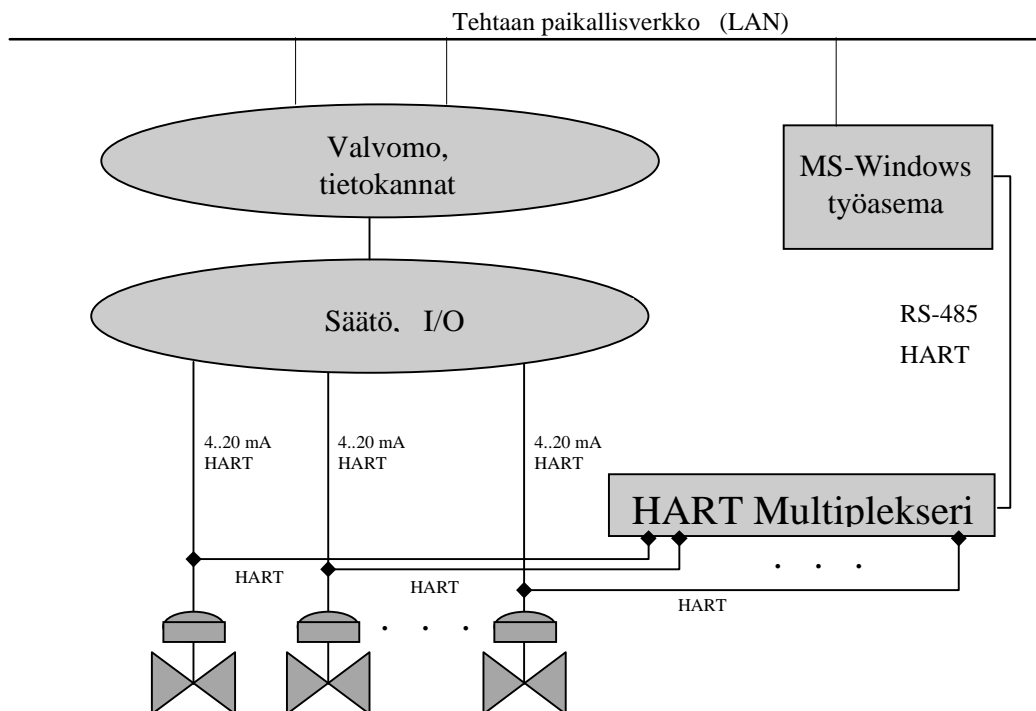 Tehtaan paikallisverkko (LAN)
Valvomo,
tietokannat
MS-Windows
työasema
Säätö, I/O
RS-485
HART
4..20 mA
HART
4..20 mA
HART
4..20 mA
HART
HART Multiplekseri
HART
HART
HART